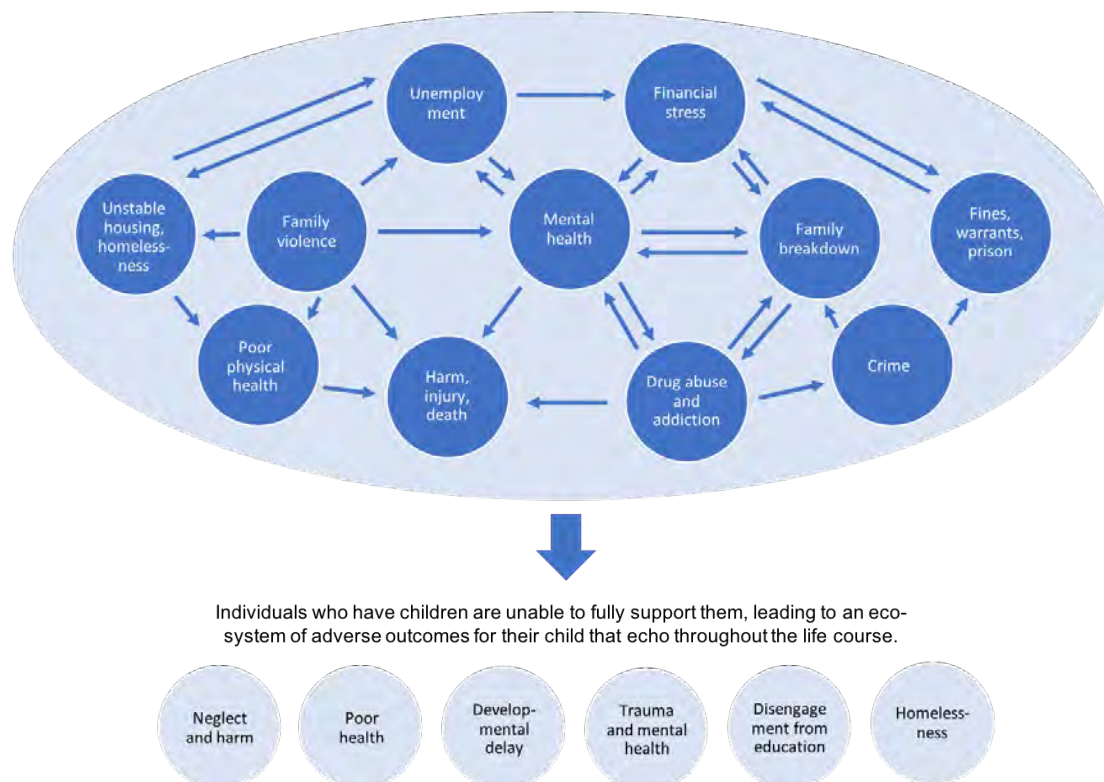 Unemploy
ment
Financial
stress
Unstable
housing,
homeless-
ness
Family
violence
Mental
health
Family
breakdown
Fines,
warrants,
prison
Poor
physical
health
Harm,
injury,
death
Drug abuse
and
addiction
Crime
Individuals who have children are unable to fully support them, leading to an eco-
system of adverse outcomes for their child that echo throughout the life course.
Neglect
and harm
Poor
health
Develop-
mental
delay
Trauma
and mental
health
Disengage
ment from
education
Homeless-
ness